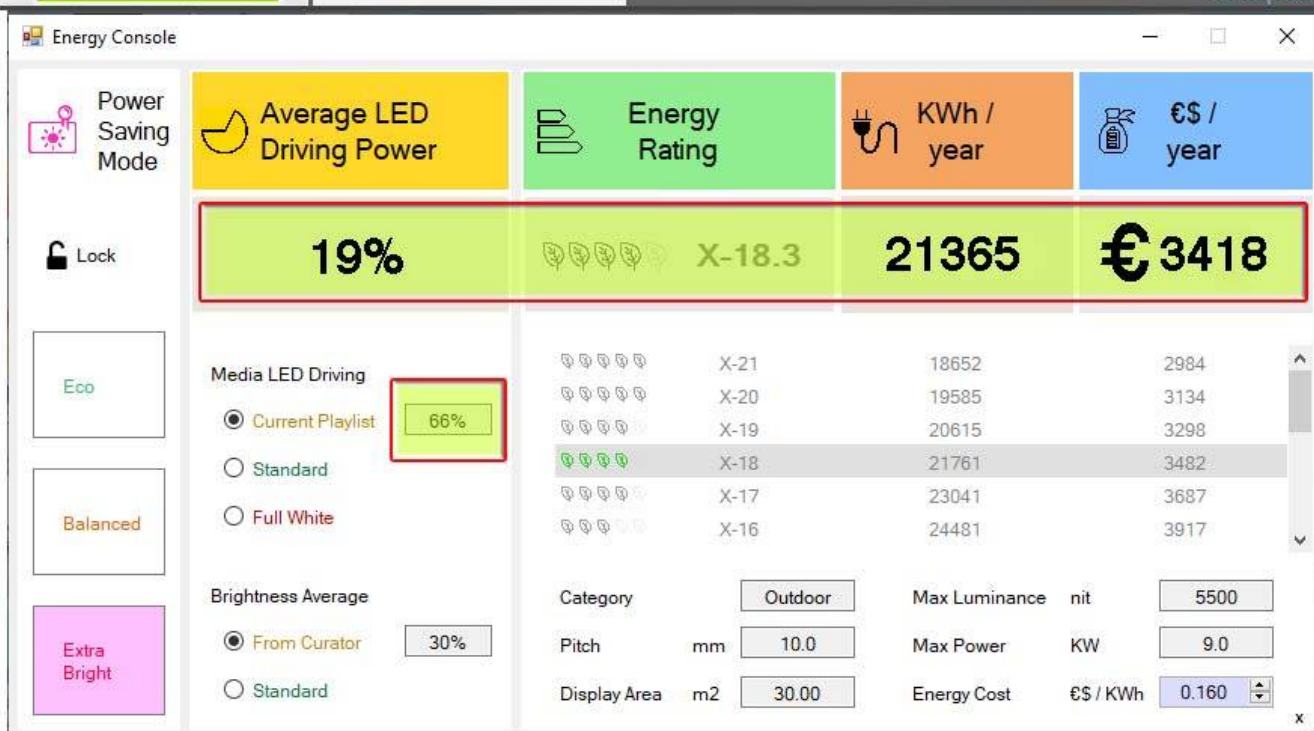 Energy Console
Power
Saving
Mode
Average LED
Driving Power
Energy
Rating
KWh /
year
€$ /
year
Lock
19%
X-18.3
21365
€3418
Eco
Balanced
Extra
Bright
Media LED Driving
Current Playlist 66%
Standard
Full White
Brightness Average
From Curator 30%
Standard
X-21 18652 2984
X-20 19585 3134
X-19 20615 3298
X-18 21761 3482
X-17 23041 3687
X-16 24481 3917
Category Outdoor
Pitch mm 10.0
Display Area m2 30.00
Max Luminance nit 5500
Max Power KW 9.0
Energy Cost €$ / KWh 0.160
x